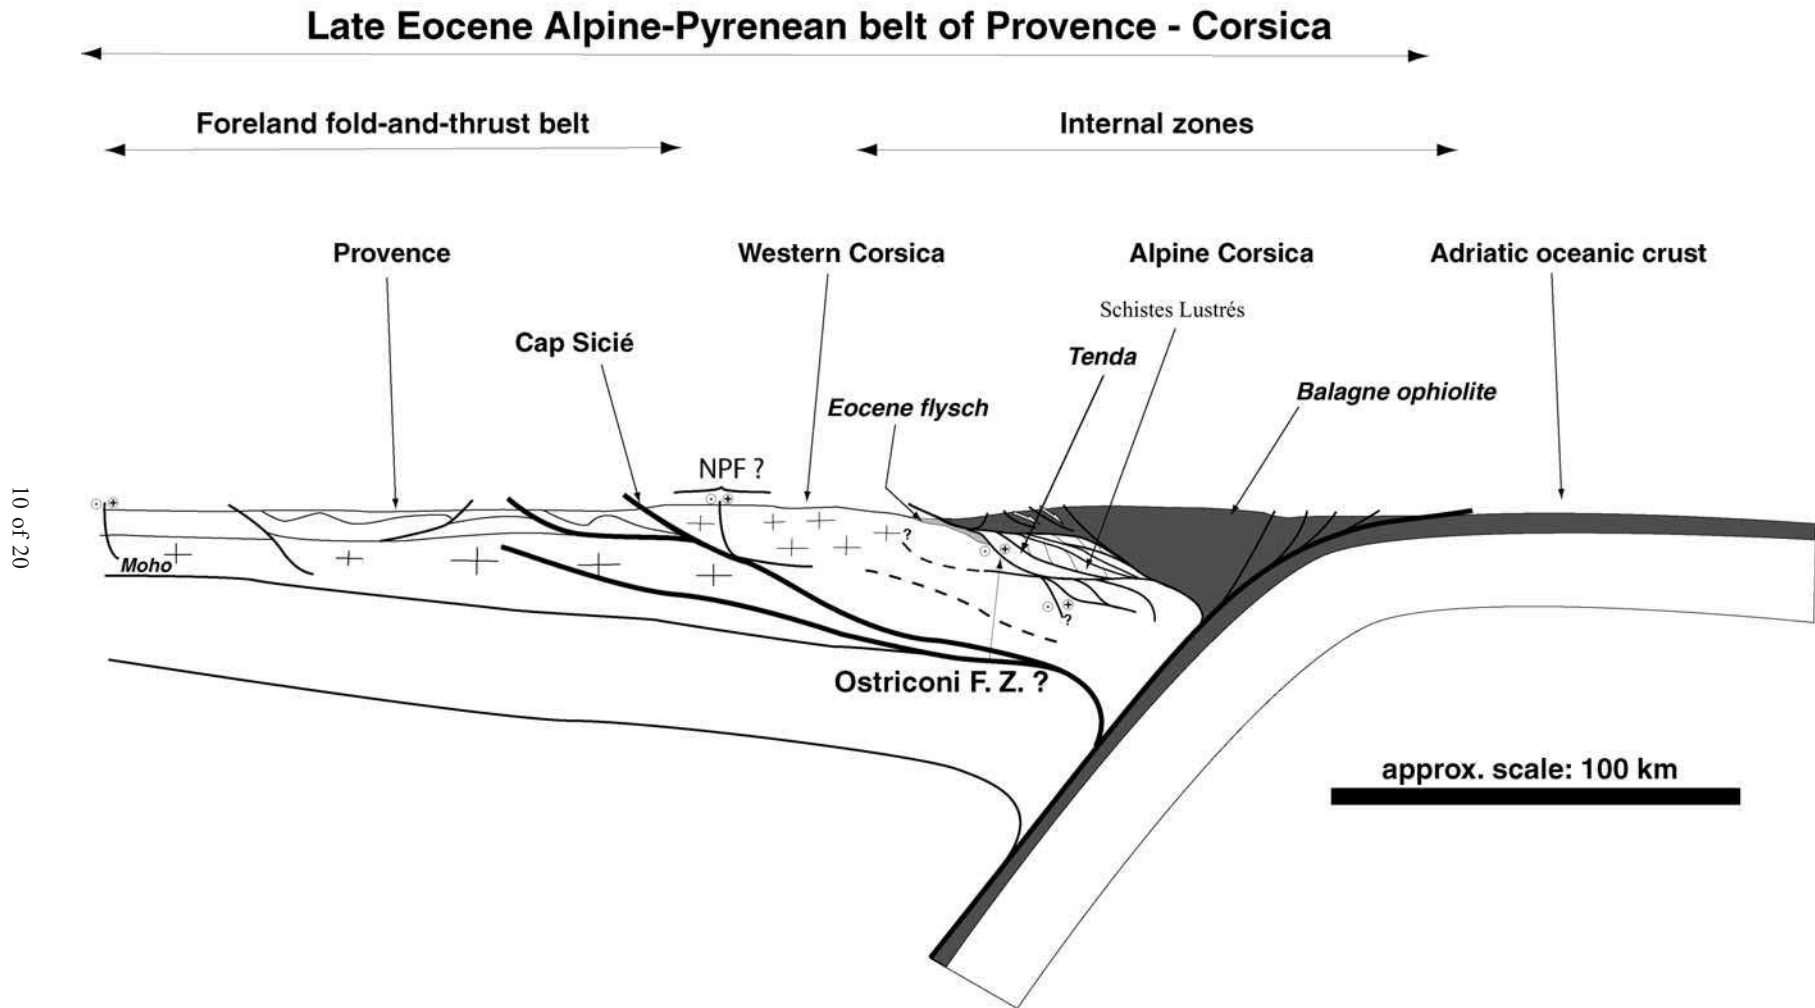 Late Eocene Alpine-Pyrenean belt of Provence - Corsica
Foreland fold-and-thrust belt
Internal zones
Provence
Western Corsica
Alpine Corsica
Adriatic oceanic crust
Schistes Lustrés
Cap Sicié
Tenda
Balagne ophiolite
Eocene flysch
NPF ?
?
Moho
?
Ostriconi F. Z. ?
approx. scale: 100 km
10 of 20